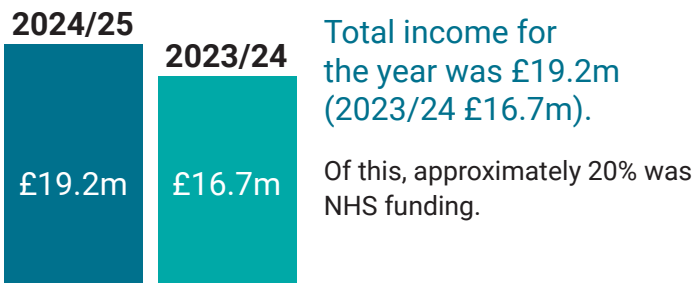 2024/25
2023/24
£19.2m
£16.7m
Total income for
the year was £19.2m
(2023/24 £16.7m).
Of this, approximately 20% was
NHS funding.